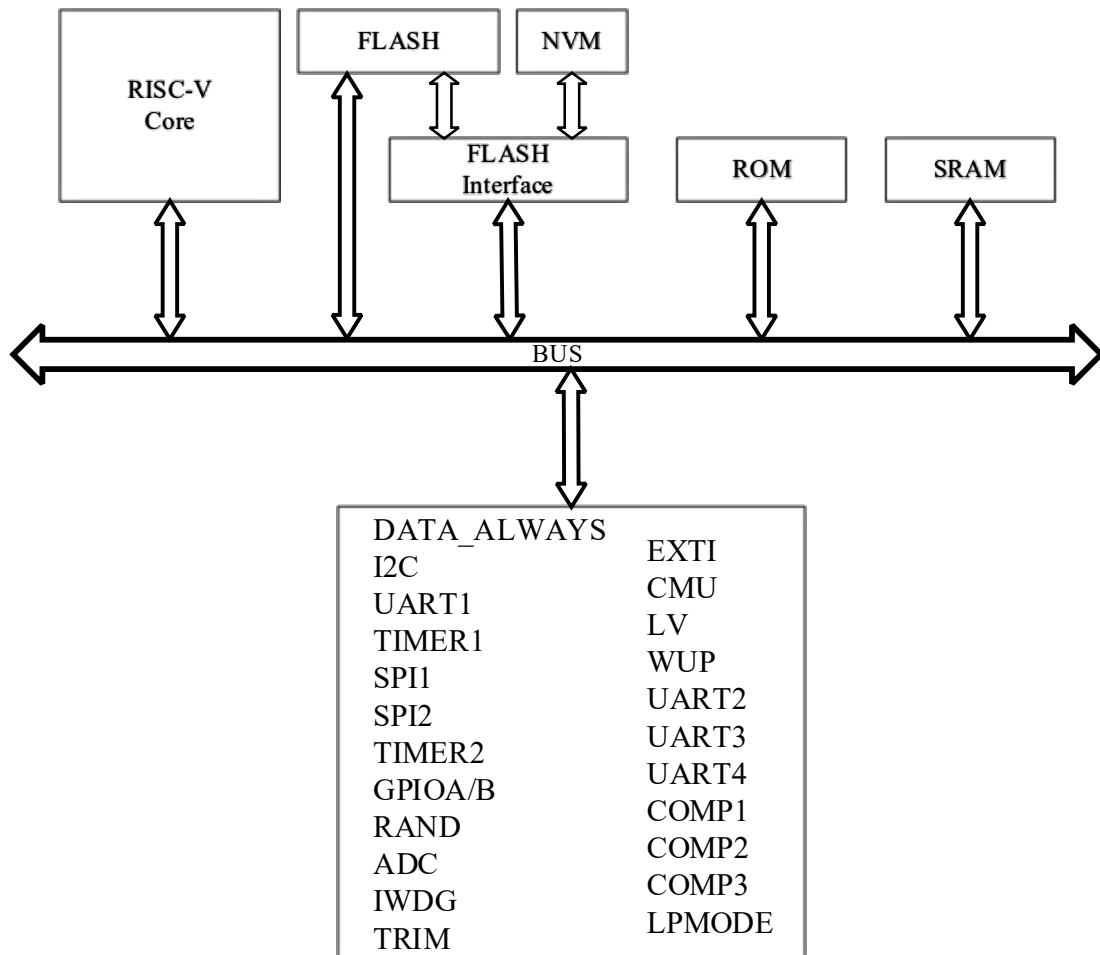 RISC-V
Core
FLASH
NVM
FLASH
Interface
ROM
SRAM
BUS
DATA_ALWAYS
I2C
UART1
TIMER1
SPI1
SPI2
TIMER2
GPIOA/B
RAND
ADC
IWDG
TRIM
EXTI
CMU
LV
WUP
UART2
UART3
UART4
COMP1
COMP2
COMP3
LPMODE